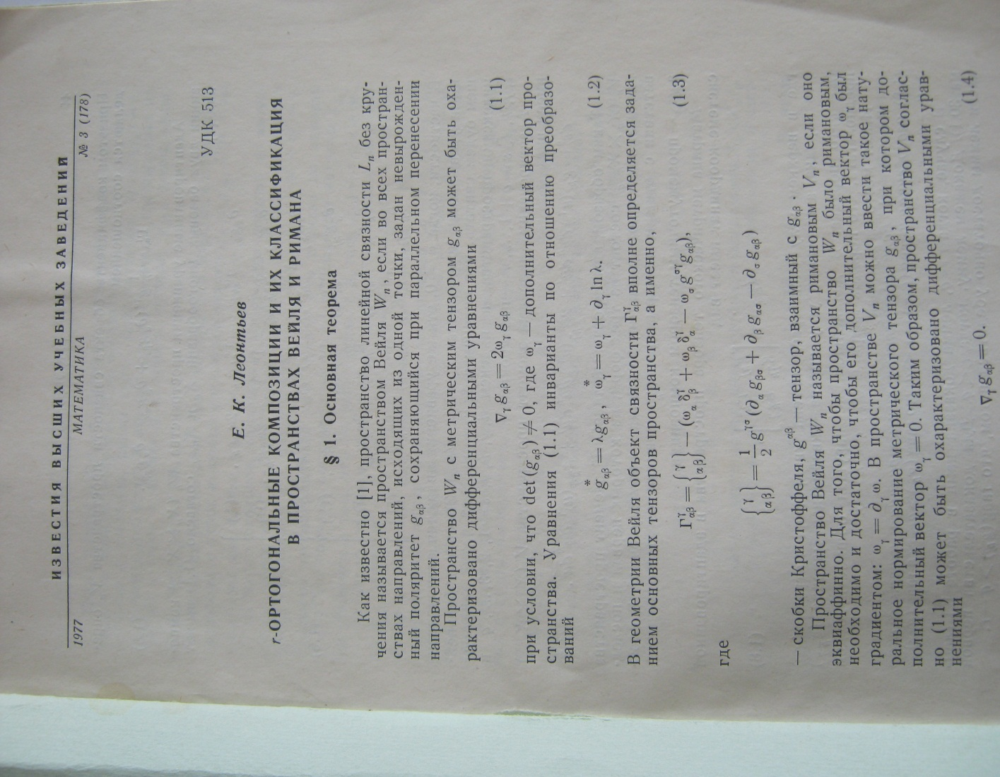 ИЗВЕСТИЯ ВЫСШИХ УЧЕБНЫХ ЗАВЕДЕНИЙ
1977 МАТЕМАТИКА № 3 (178)
УДК 513
Е. К. Леонтьев
r-ОРТОГОНАЛЬНЫЕ КОМПОЗИЦИИ И ИХ КЛАССИФИКАЦИЯ
В ПРОСТРАНСТВАХ ВЕЙЛЯ И РИМАНА
§ 1. Основная теорема
Как известно [1], пространство линейной связности Lₙ без кру-
чения называется пространством Вейля Wₙ, если во всех простран-
ствах направлений, исходящих из одной точки, задан невырожден-
ный поляритет g_{αβ}, сохраняющийся при параллельном перенесении
направлений.
Пространство Wₙ с метрическим тензором g_{αβ} может быть оха-
рактеризовано дифференциальными уравнениями
∇_γ g_{αβ} = 2ω_γ g_{αβ} (1.1)
при условии, что det (g_{αβ}) ≠ 0, где ω_γ — дополнительный вектор про-
странства. Уравнения (1.1) инварианты по отношению преобразо-
ваний
g*_{αβ} = λg_{αβ}, ω*_γ = ω_γ + ∂_γ ln λ. (1.2)
В геометрии Вейля объект связности Γ^γ_{αβ} вполне определяется зада-
нием основных тензоров пространства, а именно,
Γ^γ_{αβ} = {^γ_{αβ}} — (ω_α δ^γ_β + ω_β δ^γ_α — ω_σ g^{σγ} g_{αβ}), (1.3)
где
{^γ_{αβ}} = 1/2 g^{γσ} (∂_α g_{βσ} + ∂_β g_{ασ} — ∂_σ g_{αβ})
— скобки Кристоффеля, g^{αβ} — тензор, взаимный с g_{αβ}.
Пространство Вейля Wₙ называется римановым Vₙ, если оно
эквиаффинно. Для того, чтобы пространство Wₙ было римановым,
необходимо и достаточно, чтобы его дополнительный вектор ω_γ был
градиентом: ω_γ = ∂_γ ω. В пространстве Vₙ можно ввести такое нату-
ральное нормирование метрического тензора g_{αβ}, при котором до-
полнительный вектор ω_γ = 0. Таким образом, пространство Vₙ соглас-
но (1.1) может быть охарактеризовано дифференциальными урав-
нениями
∇_γ g_{αβ} = 0. (1.4)